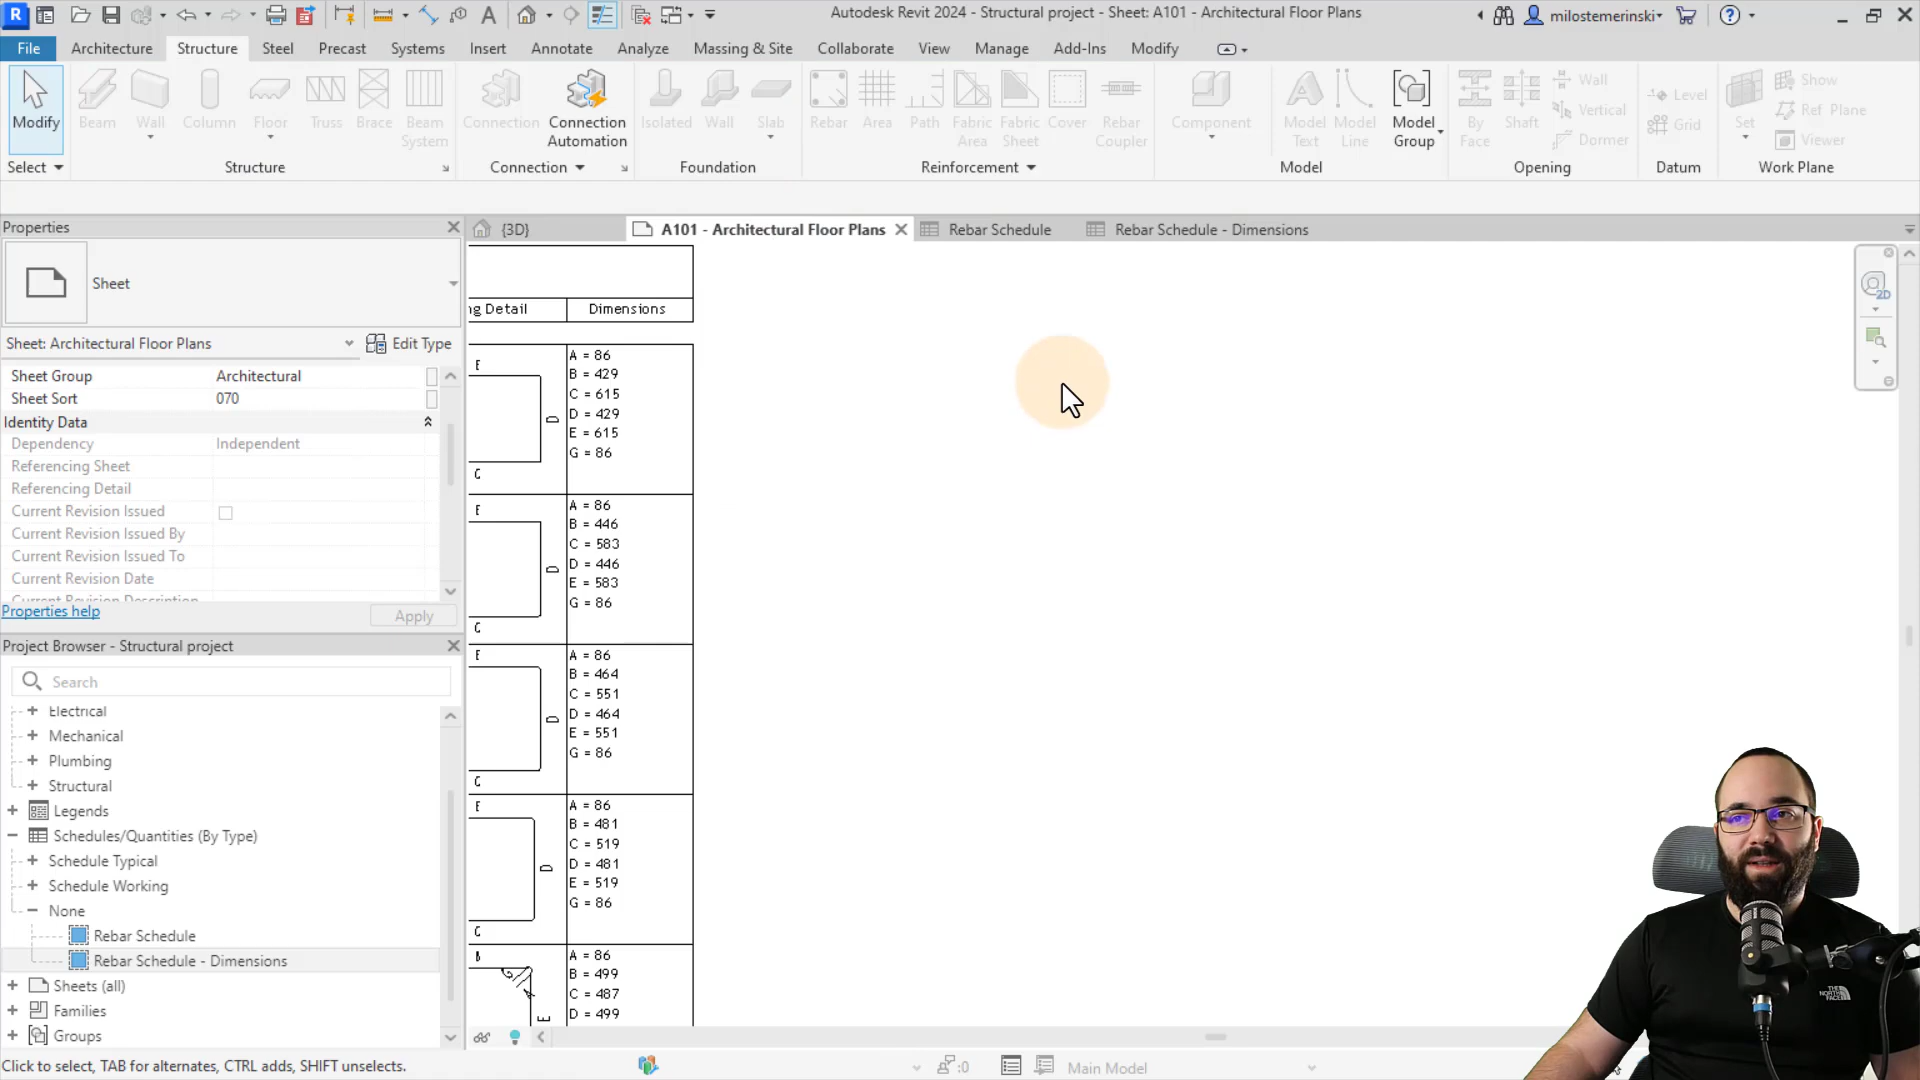 Autodesk Revit 2024 - Structural project - Sheet: A101 - Architectural Floor Plans
milostemerinski
File Architecture Structure Steel Precast Systems Insert Annotate Analyze Massing & Site Collaborate View Manage Add-Ins Modify
Modify
Beam
Wall
Column
Floor
Truss
Brace
Beam System
Connection
Connection Automation
Isolated
Wall
Slab
Rebar
Area
Path
Fabric Area
Fabric Sheet
Cover
Rebar Coupler
Component
Model Text
Model Line
Model Group
By Face
Shaft
Wall
Vertical
Dormer
Level
Grid
Set
Show
Ref Plane
Viewer
Select
Structure
Connection
Foundation
Reinforcement
Model
Opening
Datum
Work Plane
Properties
Sheet
Sheet: Architectural Floor Plans
Edit Type
Sheet Group Architectural
Sheet Sort 070
Identity Data
Dependency Independent
Referencing Sheet
Referencing Detail
Current Revision Issued
Current Revision Issued By
Current Revision Issued To
Current Revision Date
Current Revision Description
Properties help
Apply
Project Browser - Structural project
Search
Electrical
Mechanical
Plumbing
Structural
Legends
Schedules/Quantities (By Type)
Schedule Typical
Schedule Working
None
Rebar Schedule
Rebar Schedule - Dimensions
Sheets (all)
Families
Groups
{3D}
A101 - Architectural Floor Plans
Rebar Schedule
Rebar Schedule - Dimensions
ng Detail
Dimensions
E
D
C
A = 86
B = 429
C = 615
D = 429
E = 615
G = 86
E
D
C
A = 86
B = 446
C = 583
D = 446
E = 583
G = 86
E
D
C
A = 86
B = 464
C = 551
D = 464
E = 551
G = 86
E
D
C
A = 86
B = 481
C = 519
D = 481
E = 519
G = 86
B
G
A
E
A = 86
B = 499
C = 487
D = 499
2D
THE NORTH FACE
Click to select, TAB for alternates, CTRL adds, SHIFT unselects.
:0
Main Model